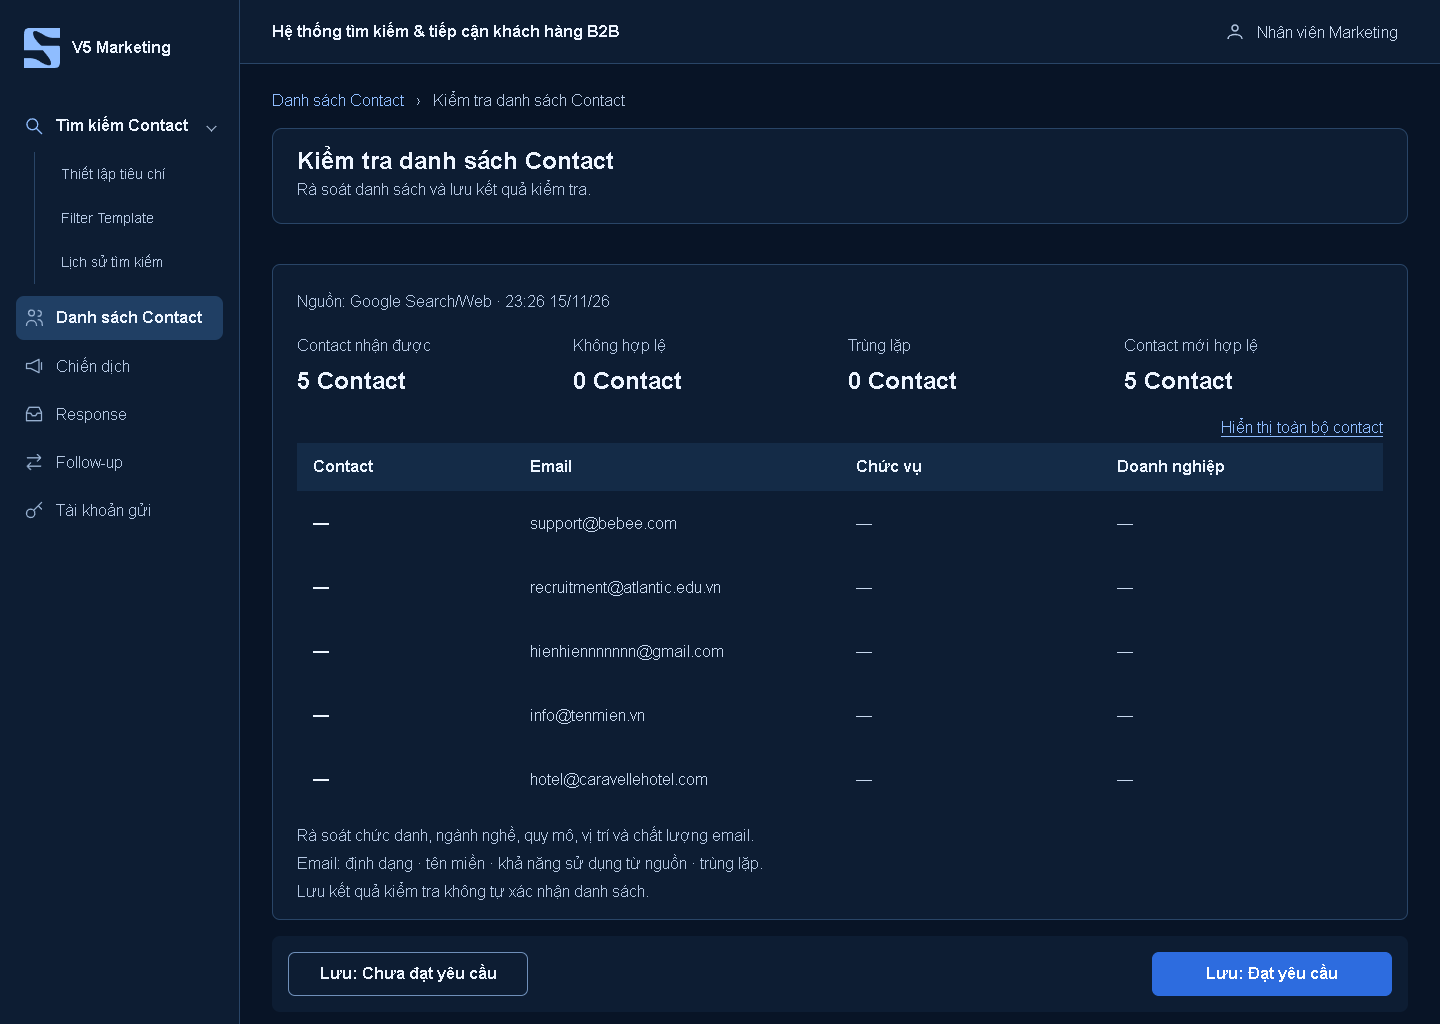 V5 Marketing
Hệ thống tìm kiếm & tiếp cận khách hàng B2B
Nhân viên Marketing
Tìm kiếm Contact
Thiết lập tiêu chí
Filter Template
Lịch sử tìm kiếm
Danh sách Contact
Chiến dịch
Response
Follow-up
Tài khoản gửi
Danh sách Contact › Kiểm tra danh sách Contact
Kiểm tra danh sách Contact
Rà soát danh sách và lưu kết quả kiểm tra.
Nguồn: Google Search/Web · 23:26 15/11/26
Contact nhận được Không hợp lệ Trùng lặp Contact mới hợp lệ
5 Contact 0 Contact 0 Contact 5 Contact
Hiển thị toàn bộ contact
Contact Email Chức vụ Doanh nghiệp
— support@bebee.com — —
— recruitment@atlantic.edu.vn — —
— hienhiennnnnnn@gmail.com — —
— info@tenmien.vn — —
— hotel@caravellehotel.com — —
Rà soát chức danh, ngành nghề, quy mô, vị trí và chất lượng email.
Email: định dạng · tên miền · khả năng sử dụng từ nguồn · trùng lặp.
Lưu kết quả kiểm tra không tự xác nhận danh sách.
Lưu: Chưa đạt yêu cầu
Lưu: Đạt yêu cầu